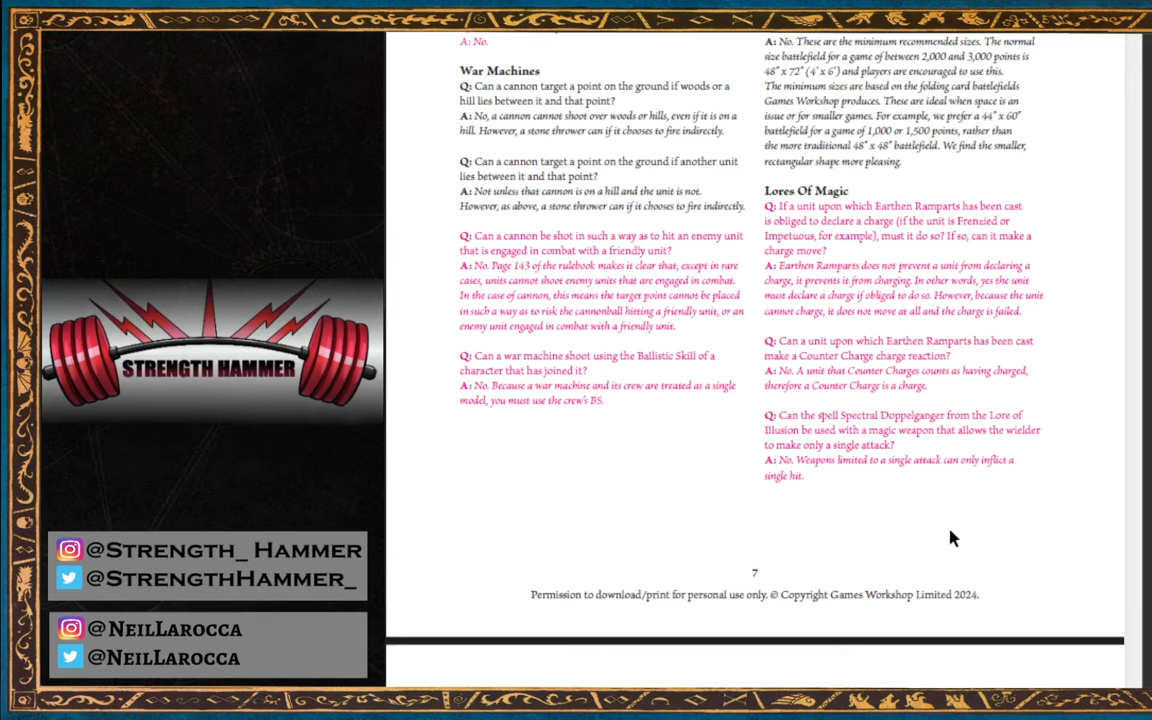 STRENGTH HAMMER
@Strength_Hammer
@StrengthHammer_
@NeilLarocca
@NeilLarocca
A: No.
War Machines
Q: Can a cannon target a point on the ground if woods or a
hill lies between it and that point?
A: No, a cannon cannot shoot over woods or hills, even if it is on a
hill. However, a stone thrower can if it chooses to fire indirectly.
Q: Can a cannon target a point on the ground if another unit
lies between it and that point?
A: Not unless that cannon is on a hill and the unit is not.
However, as above, a stone thrower can if it chooses to fire indirectly.
Q: Can a cannon be shot in such a way as to hit an enemy unit
that is engaged in combat with a friendly unit?
A: No. Page 143 of the rulebook makes it clear that, except in rare
cases, units cannot shoot enemy units that are engaged in combat.
In the case of cannon, this means the target point cannot be placed
in such a way as to risk the cannonball hitting a friendly unit, or an
enemy unit engaged in combat with a friendly unit.
Q: Can a war machine shoot using the Ballistic Skill of a
character that has joined it?
A: No. Because a war machine and its crew are treated as a single
model, you must use the crew's BS.
A: No. These are the minimum recommended sizes. The normal
size battlefield for a game of between 2,000 and 3,000 points is
48" x 72" (4' x 6') and players are encouraged to use this.
The minimum sizes are based on the folding card battlefields
Games Workshop produces. These are ideal when space is an
issue or for smaller games. For example, we prefer a 44" x 60"
battlefield for a game of 1,000 or 1,500 points, rather than
the more traditional 48" x 48" battlefield. We find the smaller,
rectangular shape more pleasing.
Lores Of Magic
Q: If a unit upon which Earthen Ramparts has been cast
is obliged to declare a charge (if the unit is Frenzied or
Impetuous, for example), must it do so? If so, can it make a
charge move?
A: Earthen Ramparts does not prevent a unit from declaring a
charge, it prevents it from charging. In other words, yes the unit
must declare a charge if obliged to do so. However, because the unit
cannot charge, it does not move at all and the charge is failed.
Q: Can a unit upon which Earthen Ramparts has been cast
make a Counter Charge charge reaction?
A: No. A unit that Counter Charges counts as having charged,
therefore a Counter Charge is a charge.
Q: Can the spell Spectral Doppelganger from the Lore of
Illusion be used with a magic weapon that allows the wielder
to make only a single attack?
A: No. Weapons limited to a single attack can only inflict a
single hit.
7
Permission to download/print for personal use only. © Copyright Games Workshop Limited 2024.